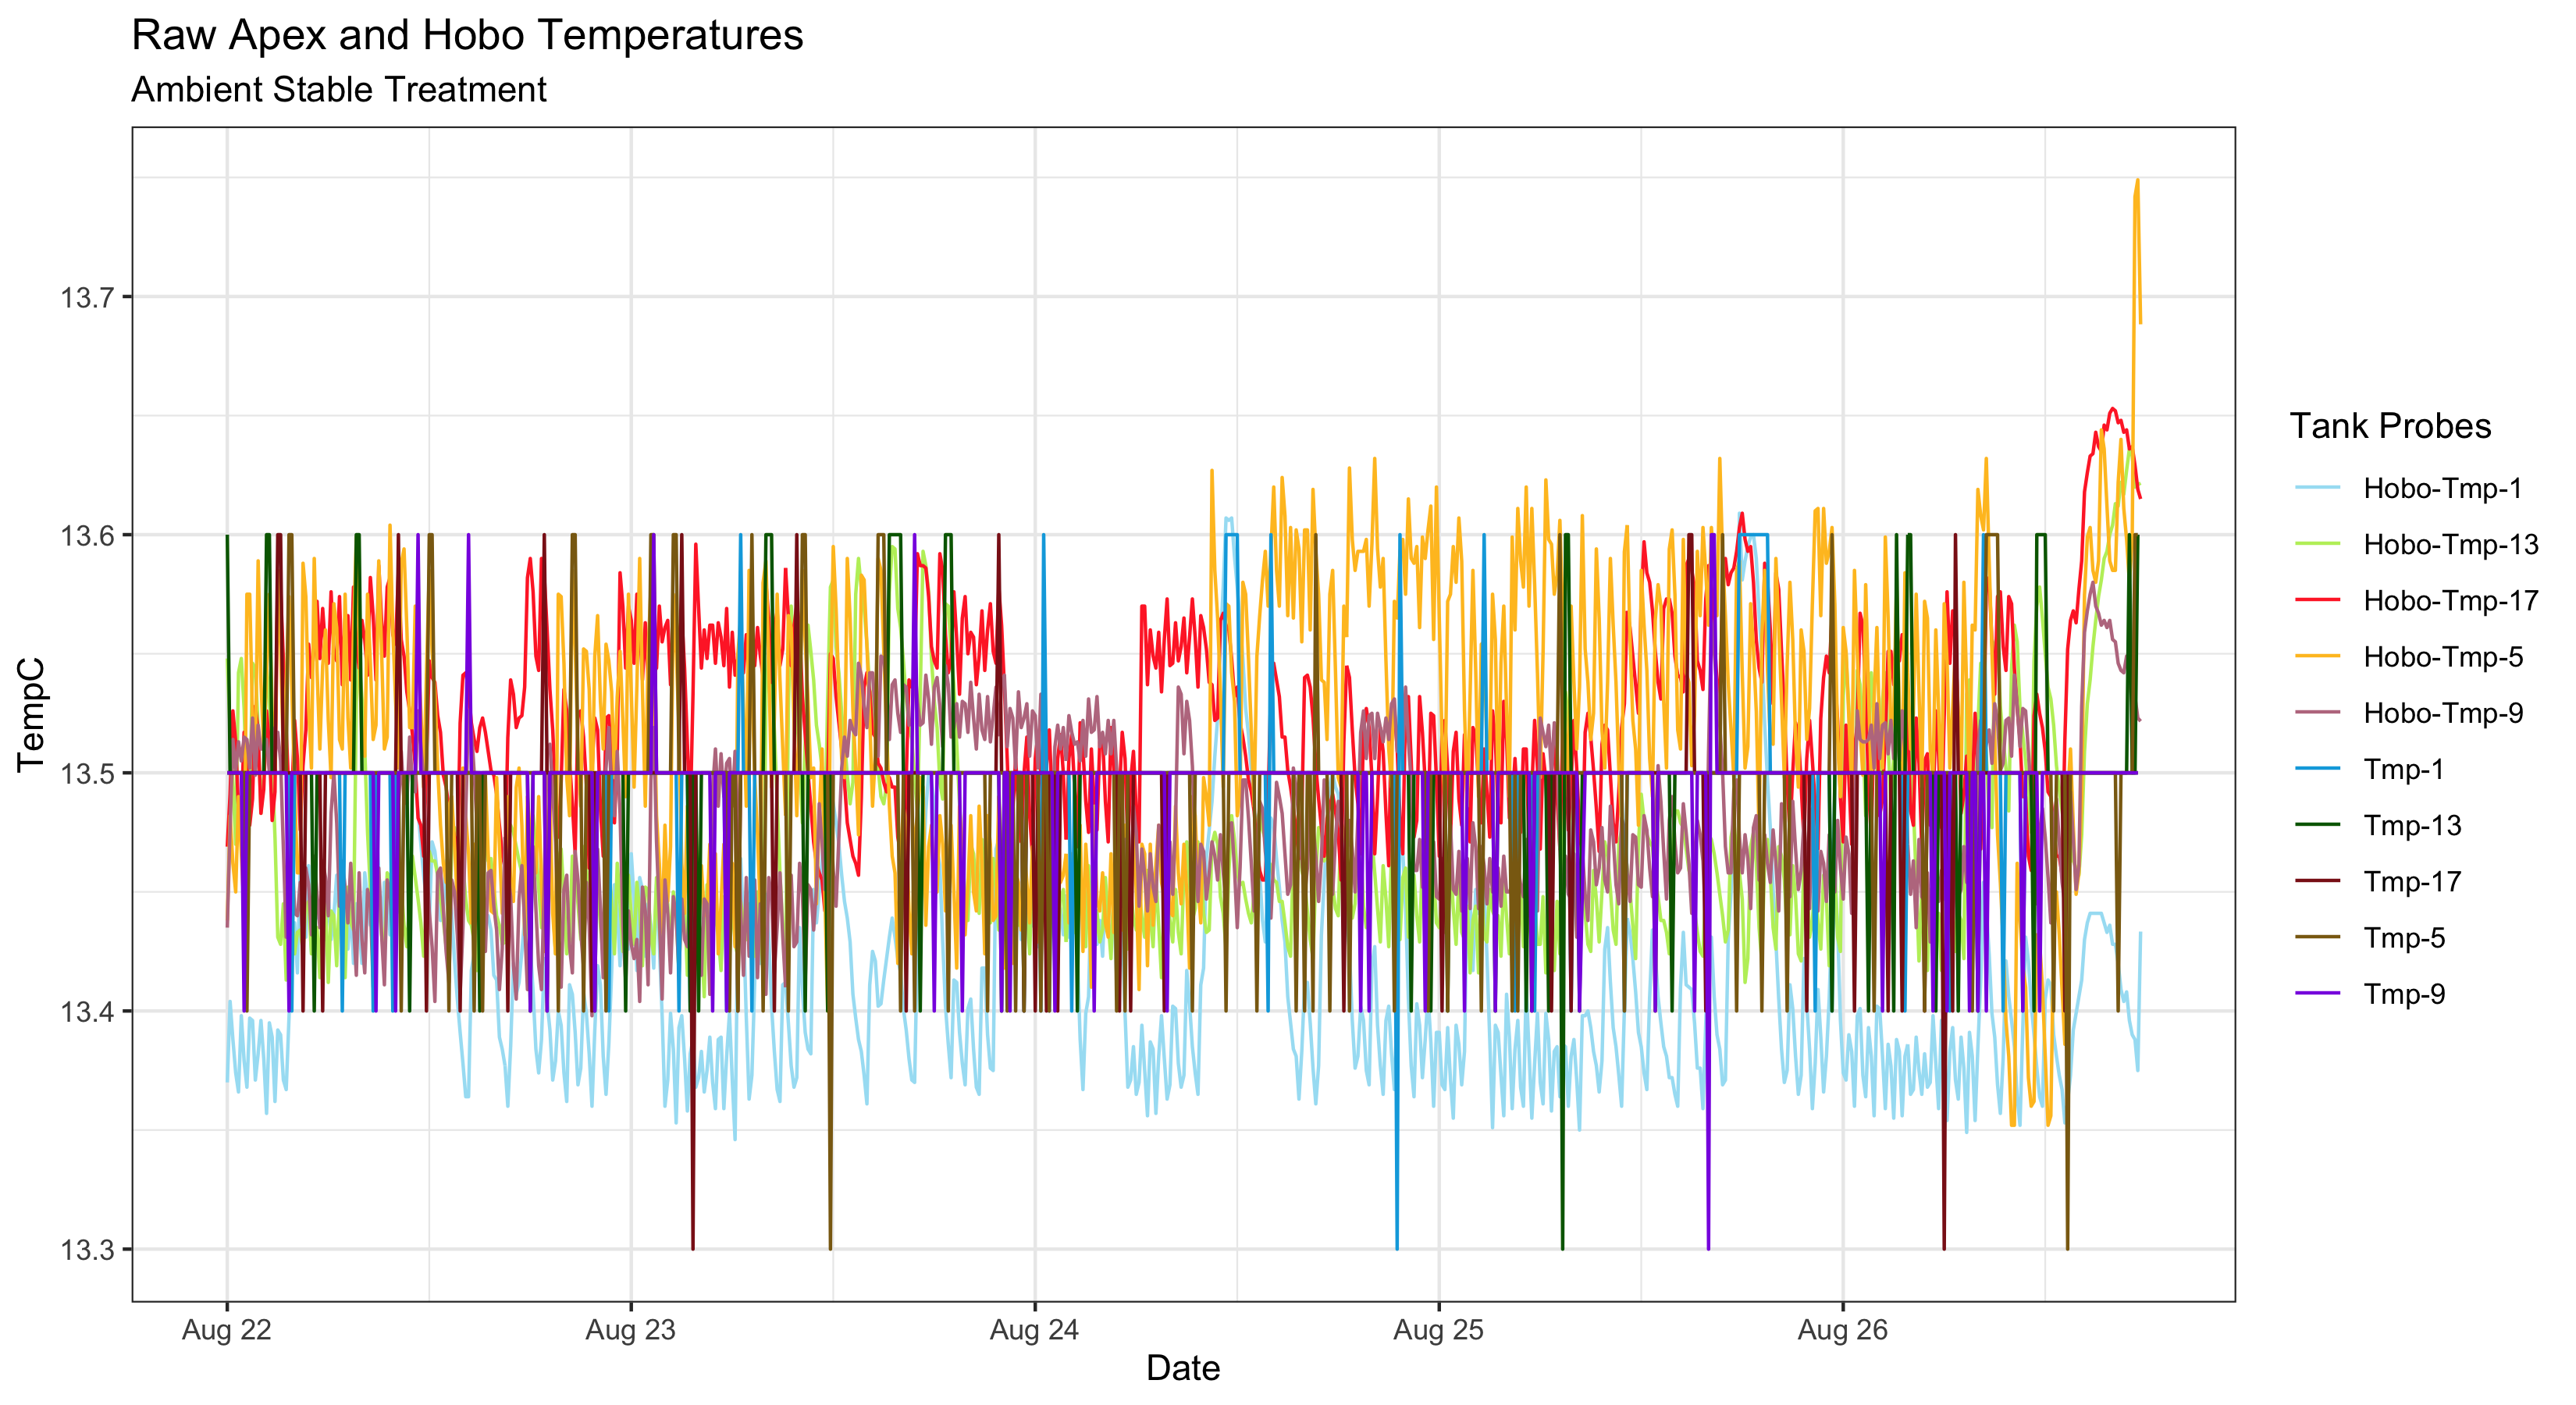 Raw Apex and Hobo Temperatures
Ambient Stable Treatment
TempC
13.7
13.6
13.5
13.4
13.3
Aug 22
Aug 23
Aug 24
Aug 25
Aug 26
Date
Tank Probes
Hobo-Tmp-1
Hobo-Tmp-13
Hobo-Tmp-17
Hobo-Tmp-5
Hobo-Tmp-9
Tmp-1
Tmp-13
Tmp-17
Tmp-5
Tmp-9